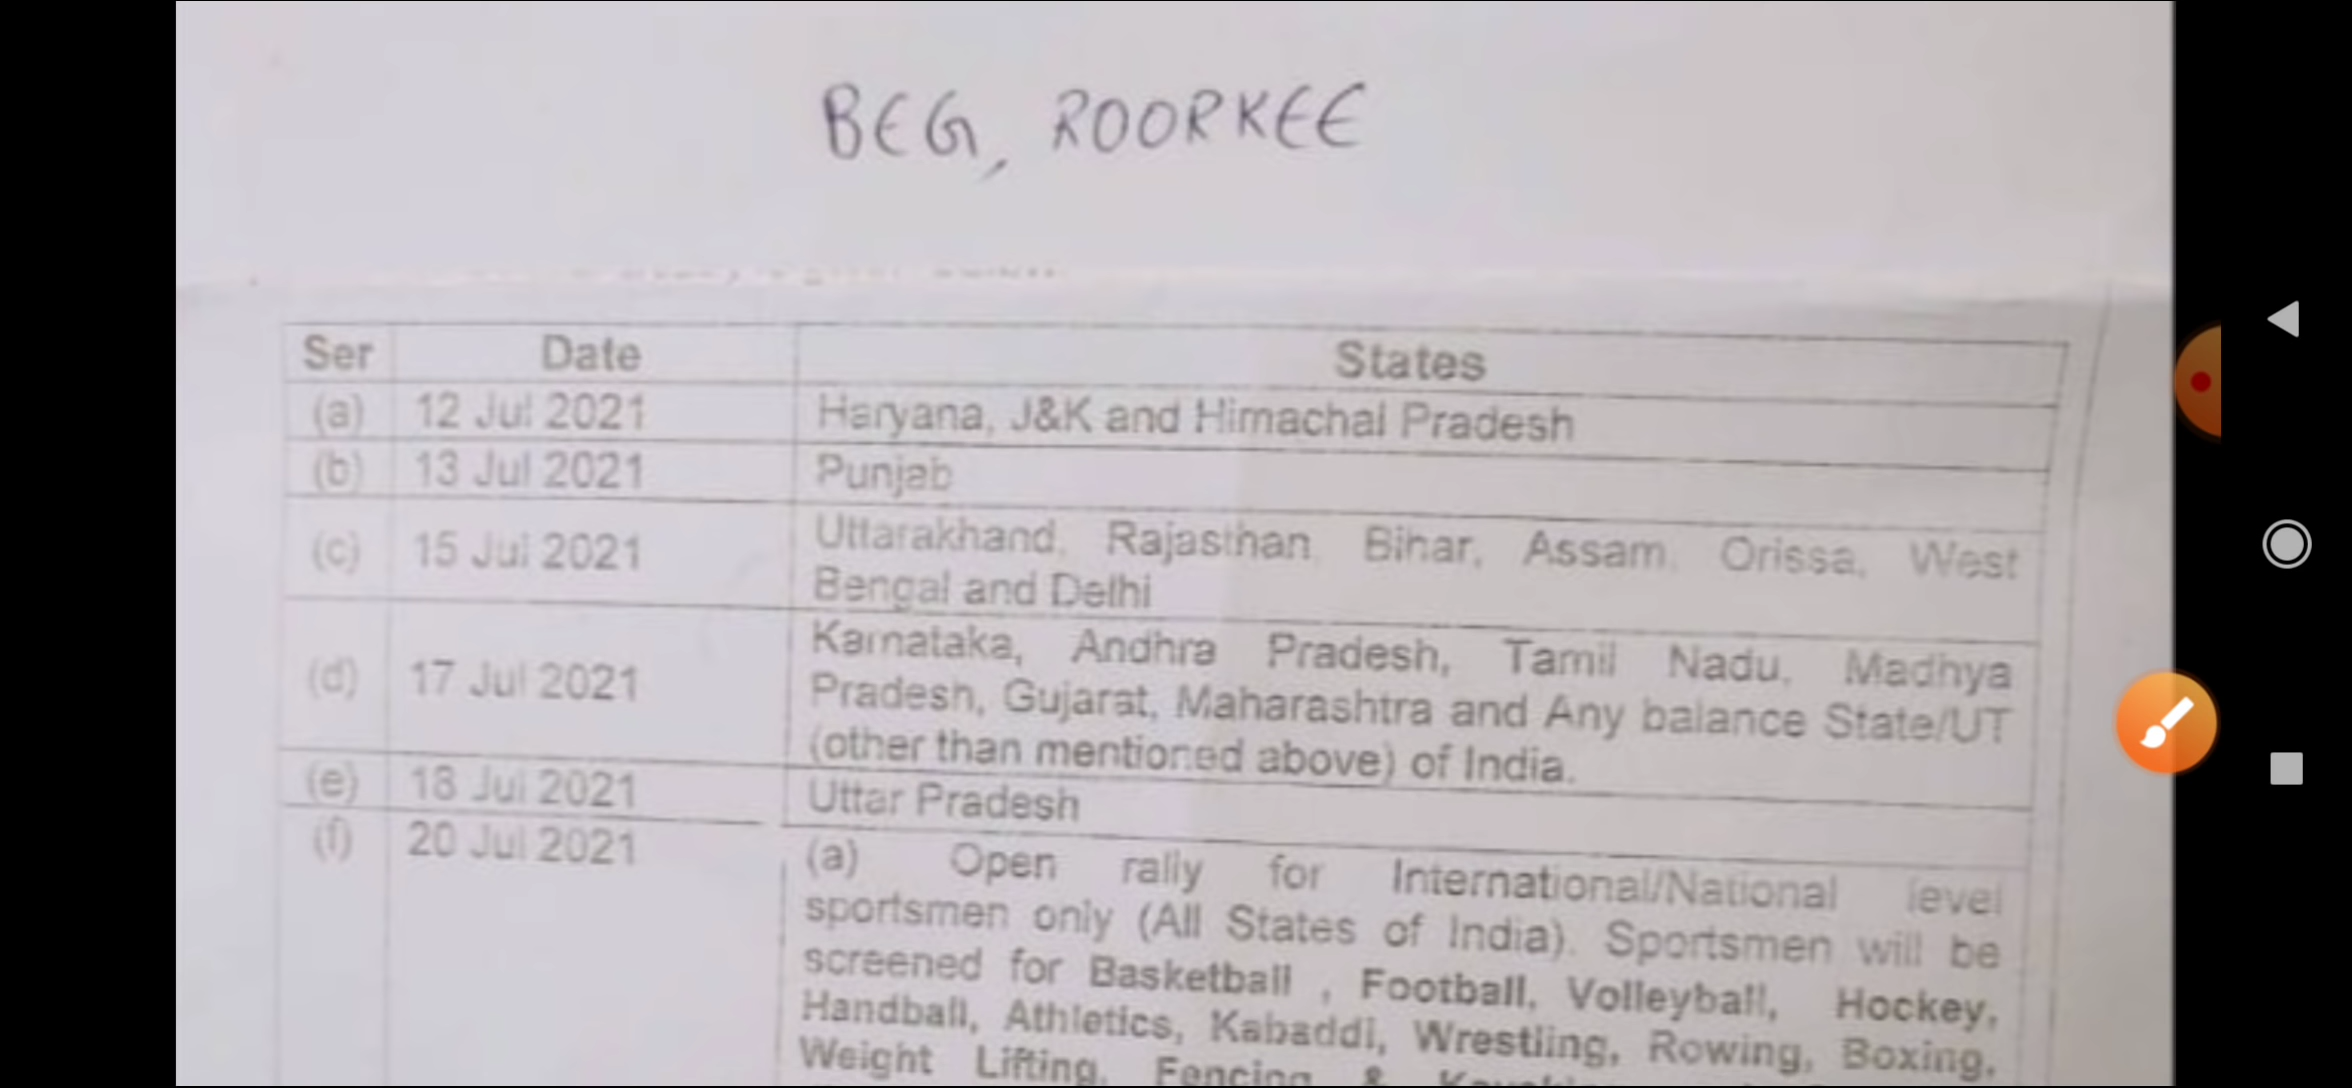 BEG, ROORKEE
Ser Date States
(a) 12 Jul 2021 Haryana, J&K and Himachal Pradesh
(b) 13 Jul 2021 Punjab
(c) 15 Jul 2021 Uttarakhand, Rajasthan, Bihar, Assam, Orissa, West
Bengal and Delhi
(d) 17 Jul 2021 Karnataka, Andhra Pradesh, Tamil Nadu, Madhya
Pradesh, Gujarat, Maharashtra and Any balance State/UT
(other than mentioned above) of India.
(e) 18 Jul 2021 Uttar Pradesh
(f) 20 Jul 2021 (a) Open rally for International/National level
sportsmen only (All States of India). Sportsmen will be
screened for Basketball , Football, Volleyball, Hockey,
Handball, Athletics, Kabaddi, Wrestling, Rowing, Boxing,
Weight Lifting, Fencing &